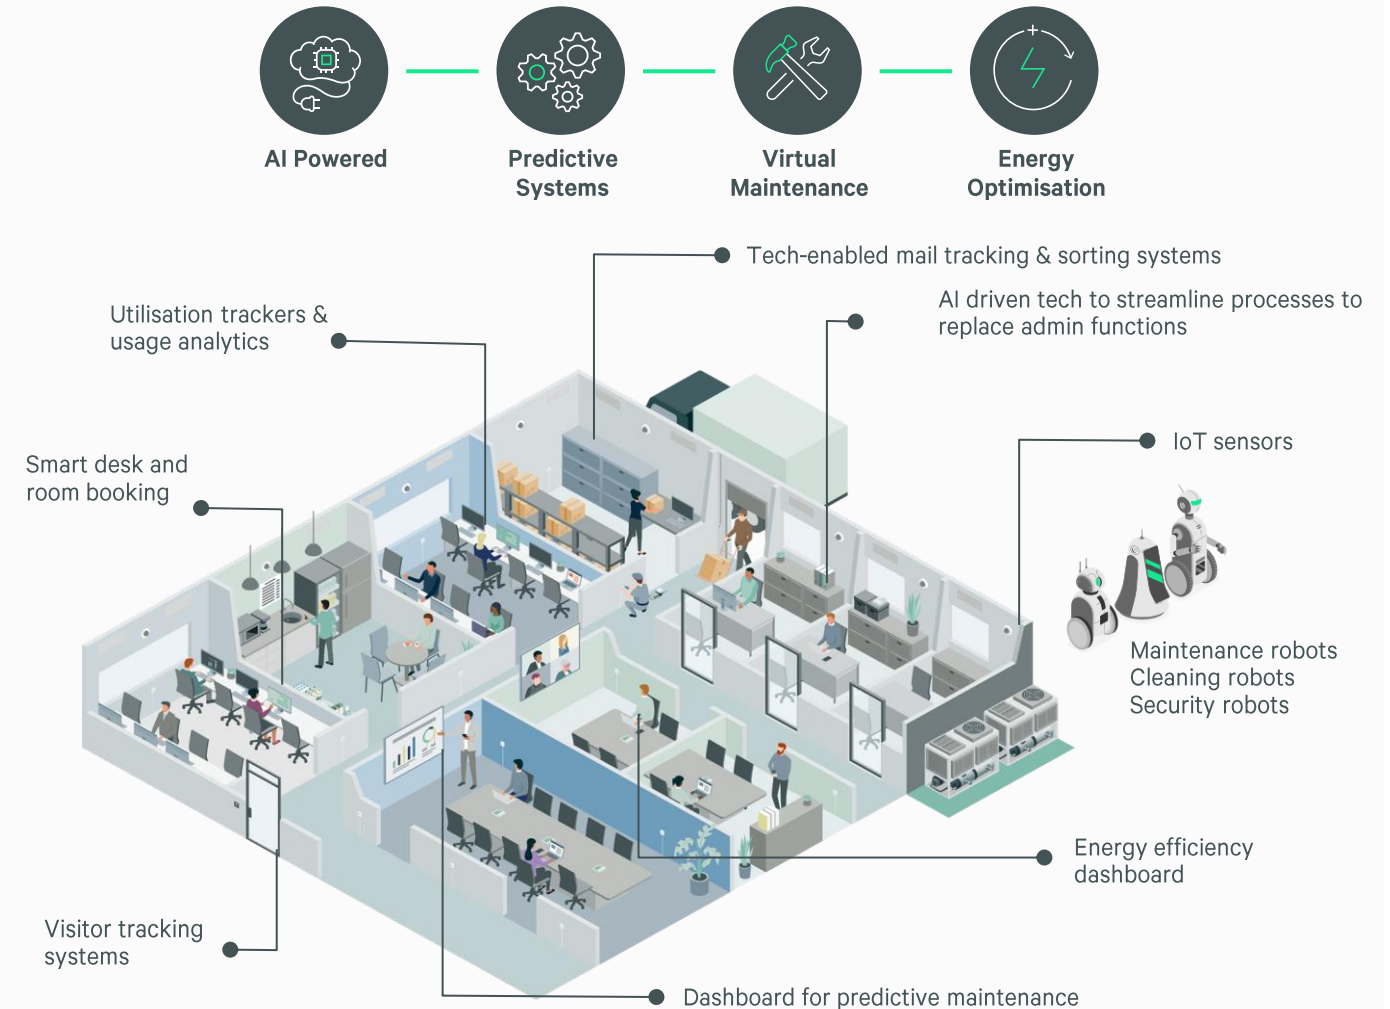 AI Powered
Predictive
Systems
Virtual
Maintenance
Energy
Optimisation
Tech-enabled mail tracking & sorting systems
AI driven tech to streamline processes to
replace admin functions
Utilisation trackers &
usage analytics
IoT sensors
Smart desk and
room booking
Maintenance robots
Cleaning robots
Security robots
Energy efficiency
dashboard
Visitor tracking
systems
Dashboard for predictive maintenance